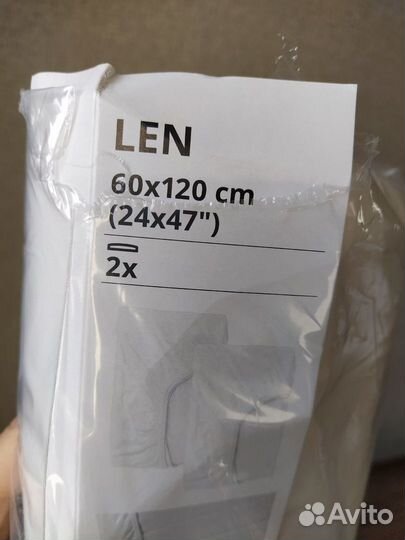 LEN
60x120 cm
(24x47")
2x
Avito